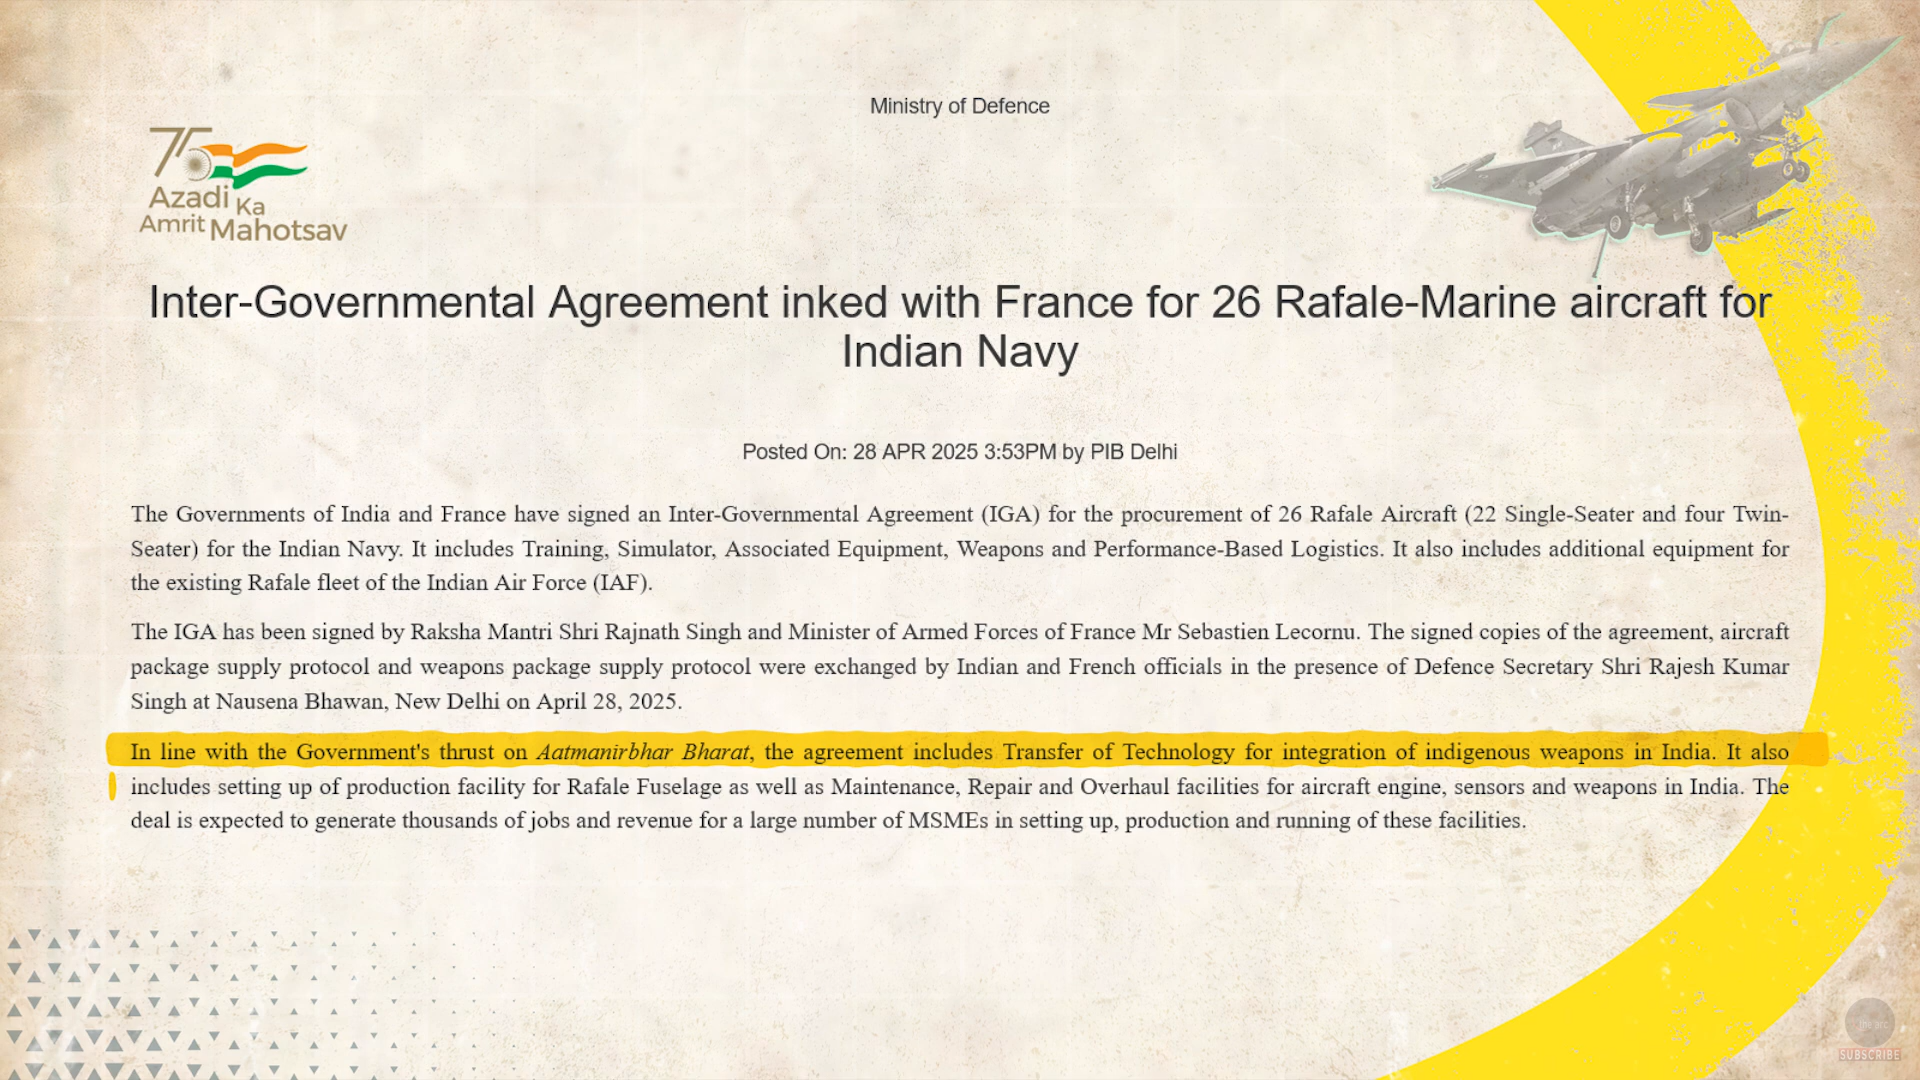 Ministry of Defence
75
Azadi Ka
Amrit Mahotsav
Inter-Governmental Agreement inked with France for 26 Rafale-Marine aircraft for
Indian Navy
Posted On: 28 APR 2025 3:53PM by PIB Delhi
The Governments of India and France have signed an Inter-Governmental Agreement (IGA) for the procurement of 26 Rafale Aircraft (22 Single-Seater and four Twin-
Seater) for the Indian Navy. It includes Training, Simulator, Associated Equipment, Weapons and Performance-Based Logistics. It also includes additional equipment for
the existing Rafale fleet of the Indian Air Force (IAF).
The IGA has been signed by Raksha Mantri Shri Rajnath Singh and Minister of Armed Forces of France Mr Sebastien Lecornu. The signed copies of the agreement, aircraft
package supply protocol and weapons package supply protocol were exchanged by Indian and French officials in the presence of Defence Secretary Shri Rajesh Kumar
Singh at Nausena Bhawan, New Delhi on April 28, 2025.
In line with the Government's thrust on Aatmanirbhar Bharat, the agreement includes Transfer of Technology for integration of indigenous weapons in India. It also
includes setting up of production facility for Rafale Fuselage as well as Maintenance, Repair and Overhaul facilities for aircraft engine, sensors and weapons in India. The
deal is expected to generate thousands of jobs and revenue for a large number of MSMEs in setting up, production and running of these facilities.
SUBSCRIBE